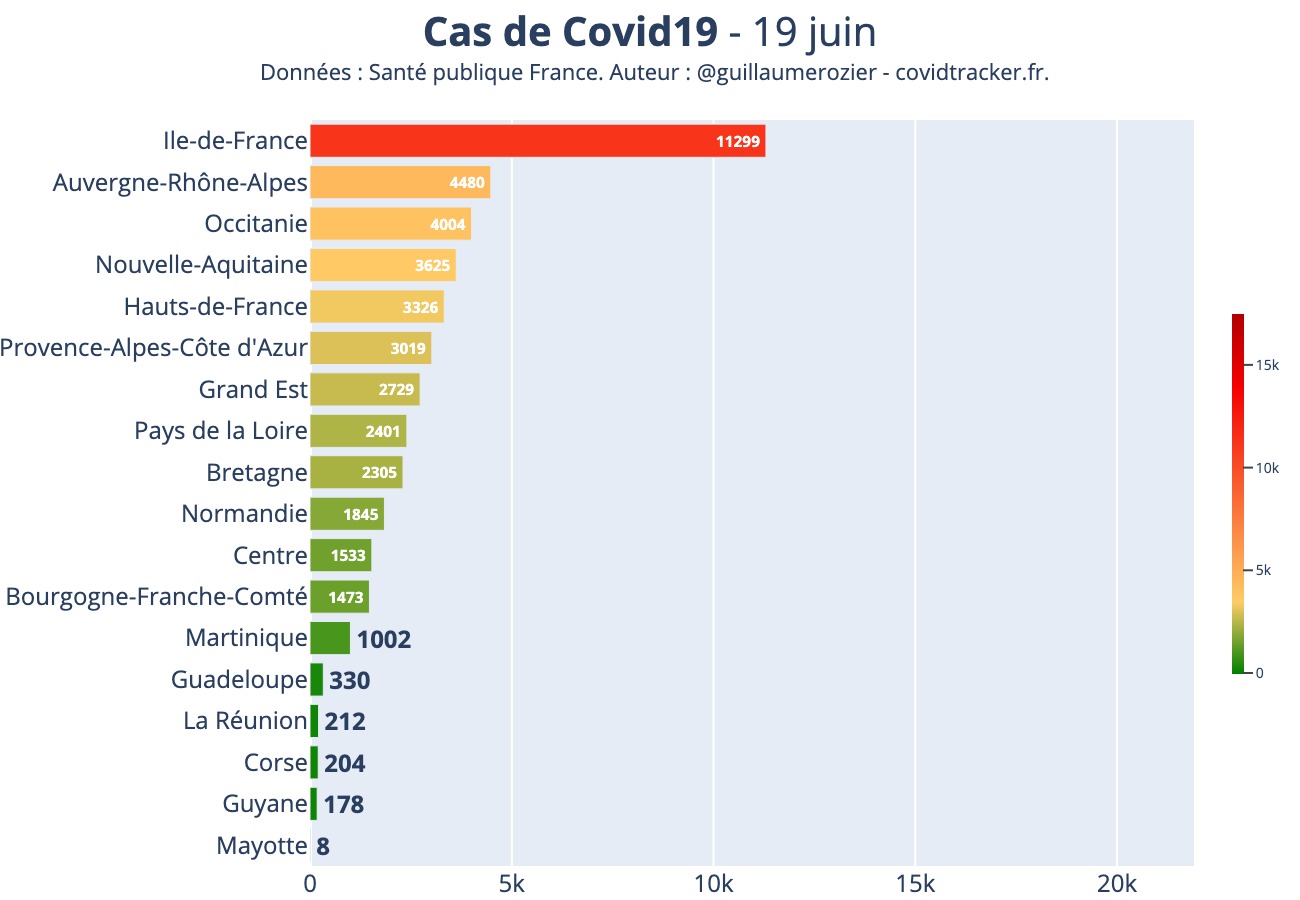 Cas de Covid19 - 19 juin
Données : Santé publique France. Auteur : @guillaumerozier - covidtracker.fr.
Ile-de-France 11299
Auvergne-Rhône-Alpes 4480
Occitanie 4004
Nouvelle-Aquitaine 3625
Hauts-de-France 3326
Provence-Alpes-Côte d'Azur 3019
Grand Est 2729
Pays de la Loire 2401
Bretagne 2305
Normandie 1845
Centre 1533
Bourgogne-Franche-Comté 1473
Martinique 1002
Guadeloupe 330
La Réunion 212
Corse 204
Guyane 178
Mayotte 8
0 5k 10k 15k 20k
15k
10k
5k
0